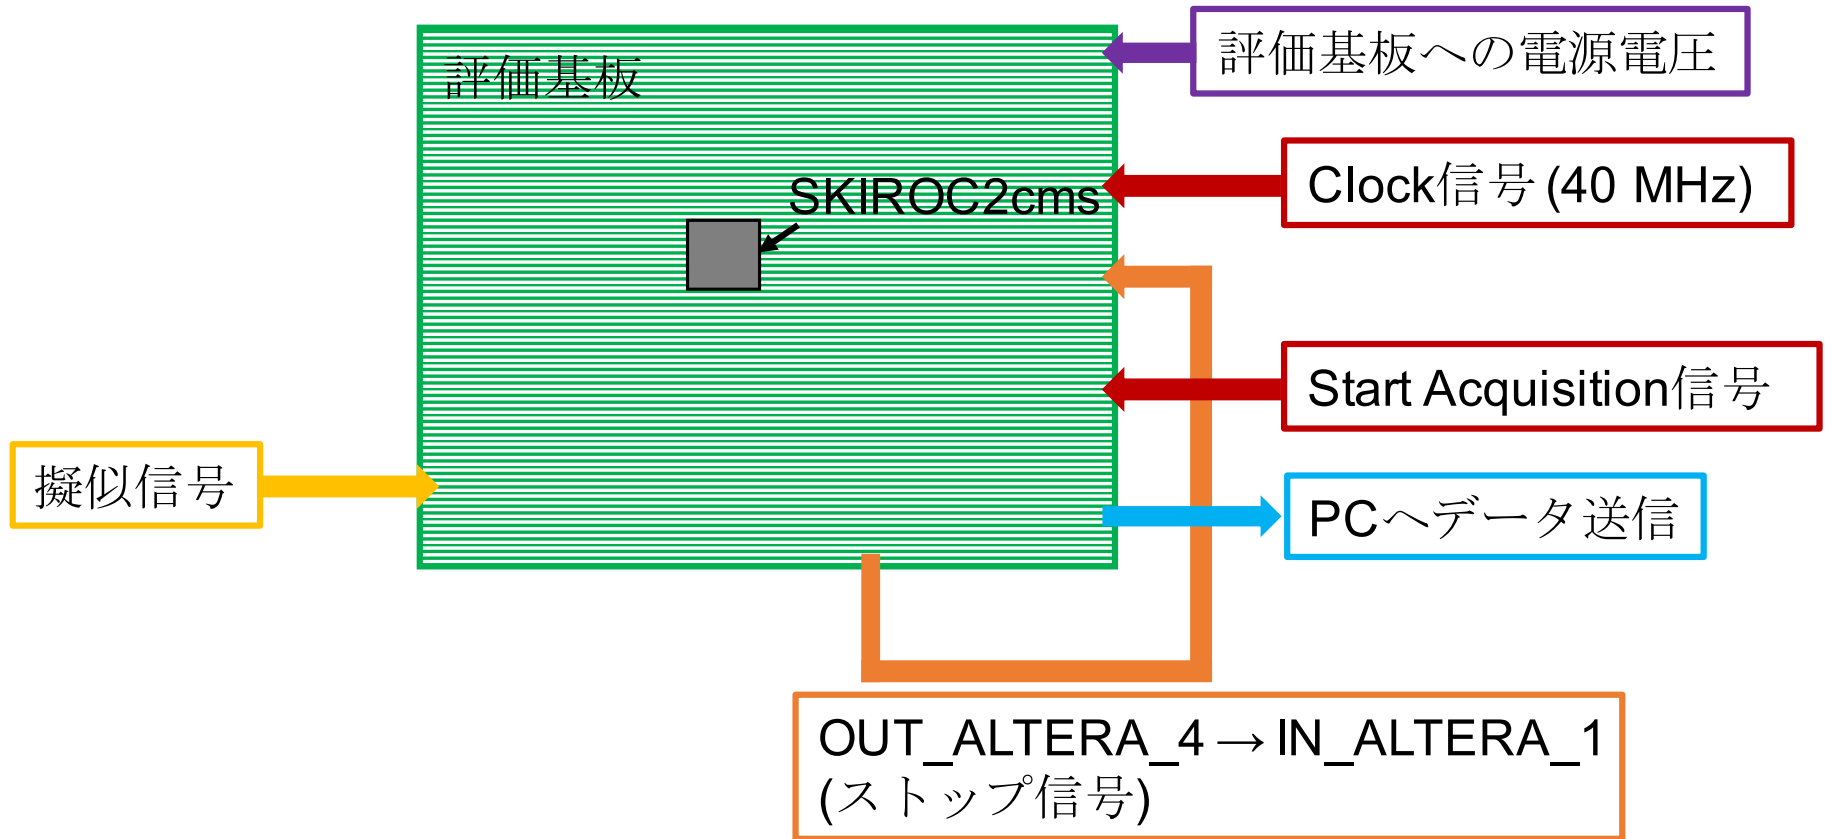 評価基板
評価基板への電源電圧
Clock信号 (40 MHz)
SKIROC2cms
Start Acquisition信号
擬似信号
PCへデータ送信
OUT_ALTERA_4→IN_ALTERA_1
(ストップ信号)